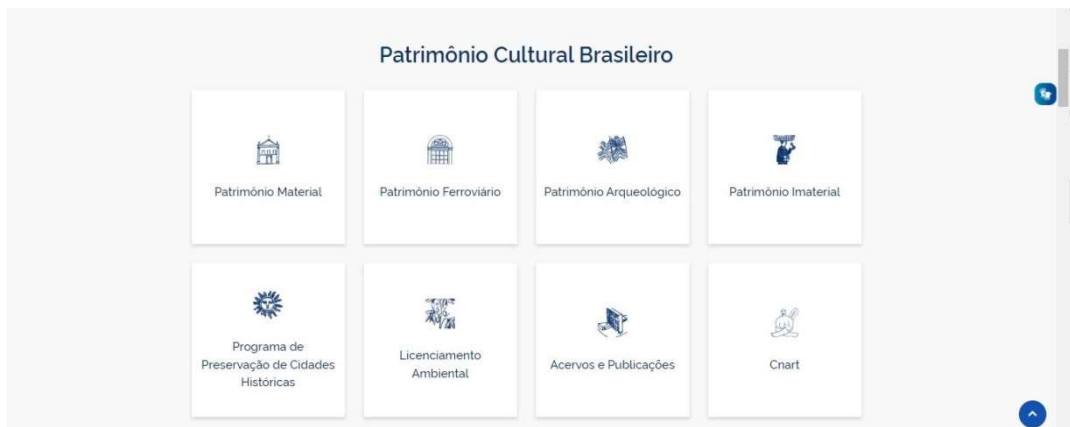 Patrimônio Cultural Brasileiro
Patrimônio Material
Patrimônio Ferroviário
Patrimônio Arqueológico
Patrimônio Imaterial
Programa de
Preservação de Cidades
Históricas
Licenciamento
Ambiental
Acervos e Publicações
Cnart